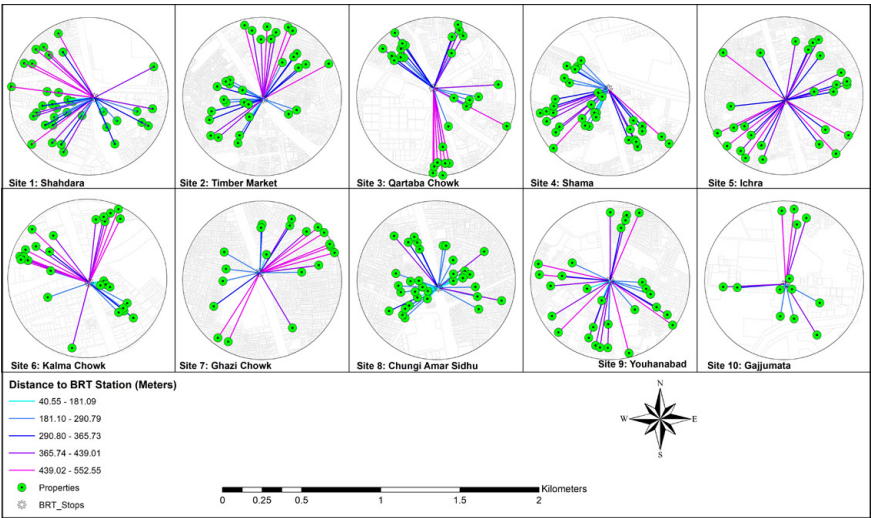 Site 1: Shahdara
Site 2: Timber Market
Site 3: Qartaba Chowk
Site 4: Shama
Site 5: Ichra
Site 6: Kalma Chowk
Site 7: Ghazi Chowk
Site 8: Chungi Amar Sidhu
Site 9: Youhanabad
Site 10: Gajjumata
Distance to BRT Station (Meters)
40.55 - 181.09
181.10 - 290.79
290.80 - 365.73
365.74 - 439.01
439.02 - 552.55
Properties
BRT_Stops
N
W E
S
Kilometers
0 0.25 0.5 1 1.5 2